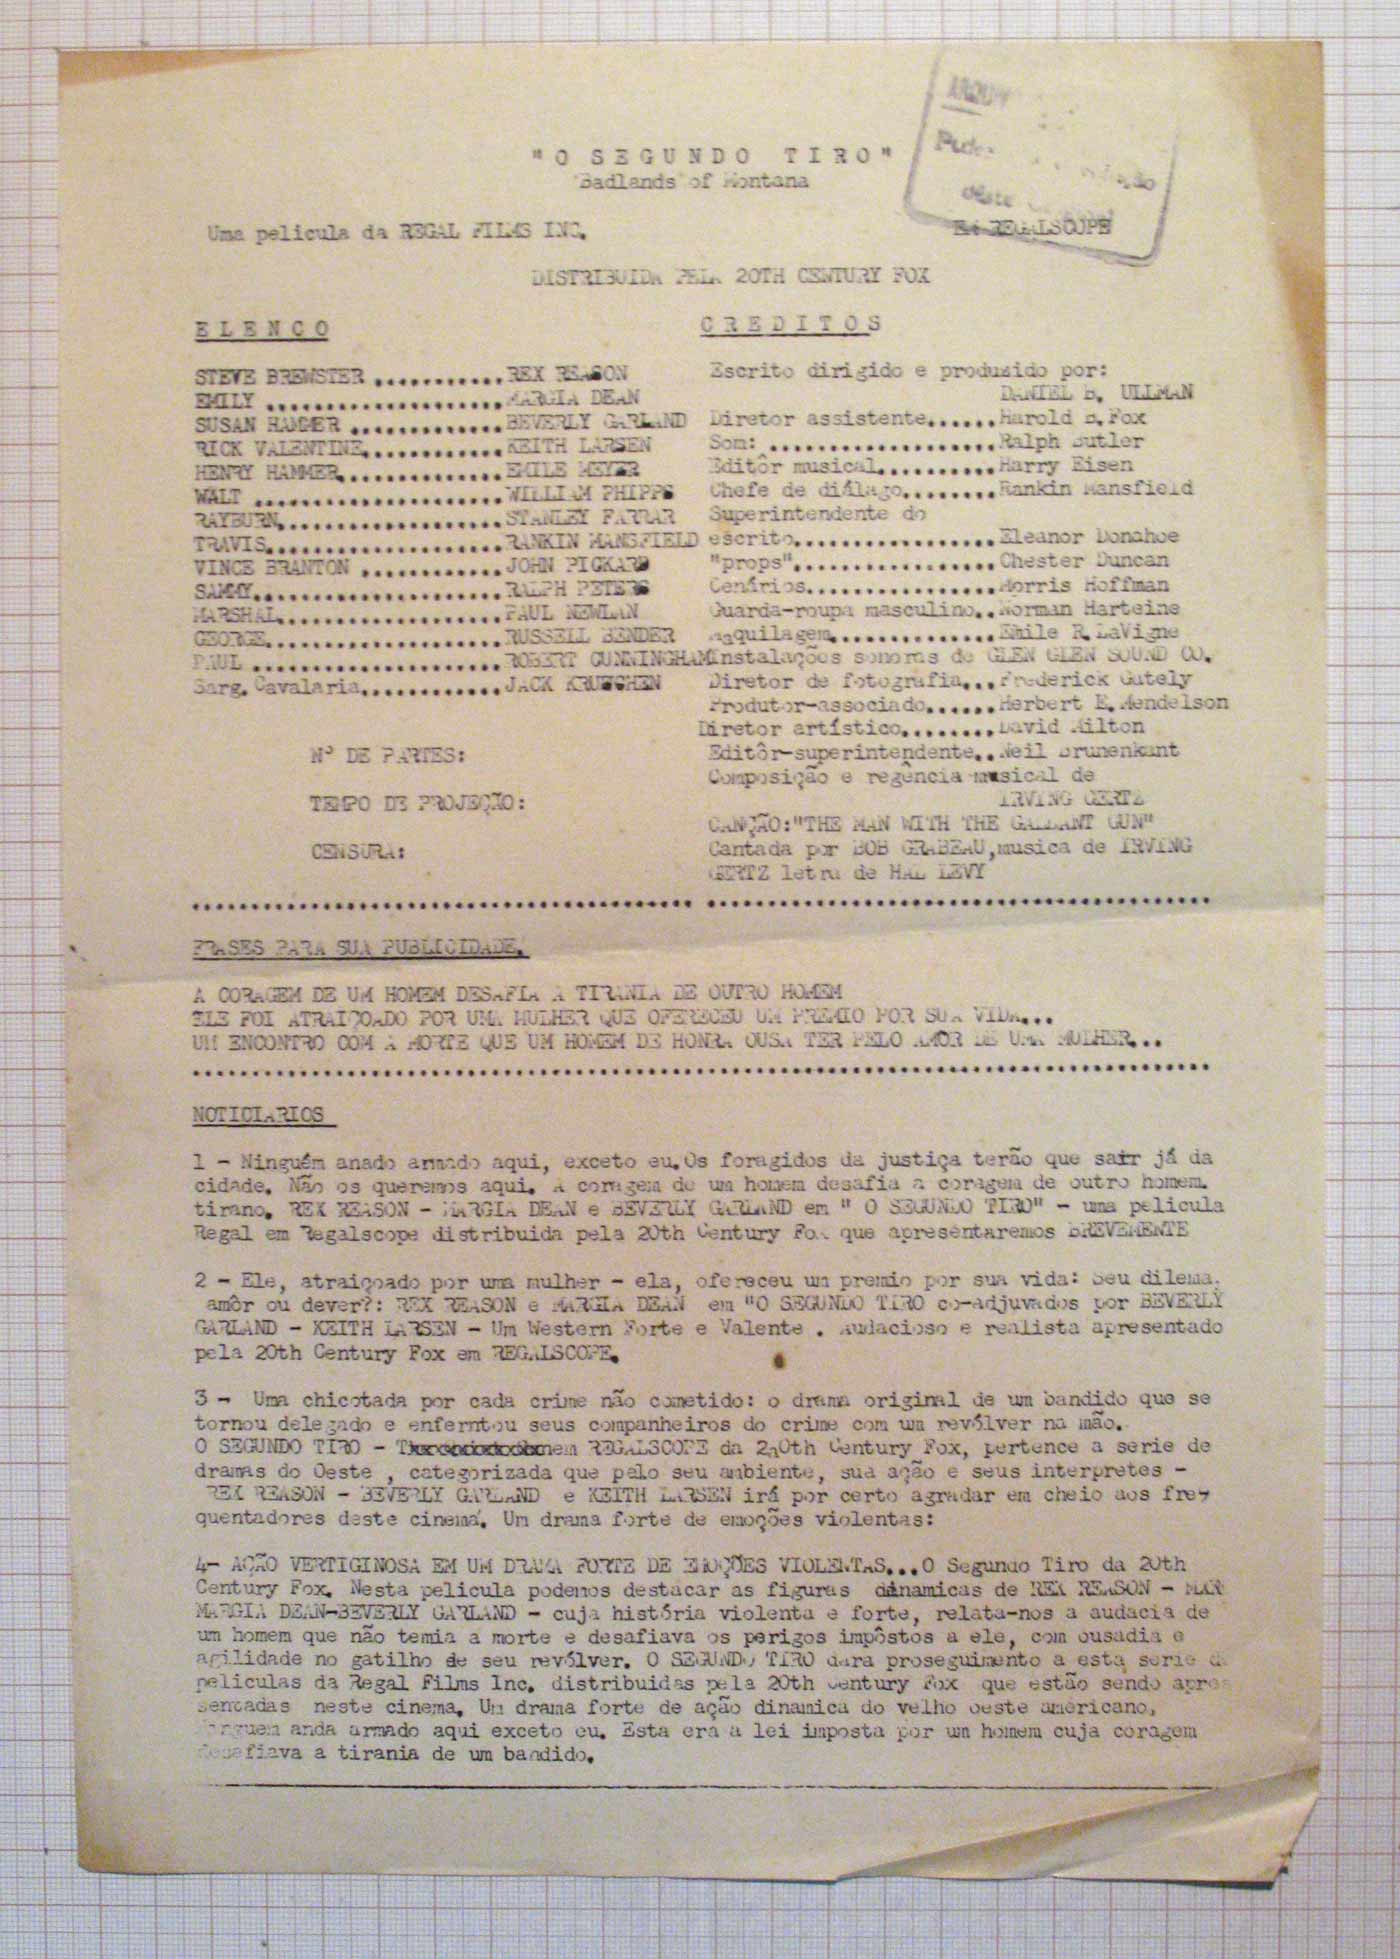 "O SEGUNDO TIRO"
Badlands of Montana
Uma pelicula da REGAL FILMS INC.
REGALSCOPE
DISTRIBUIDA PELA 20TH CENTURY FOX
ELENCO
STEVE BREWSTER ...........REX REASON
EMILY ....................MARGIA DEAN
SUSAN HAMMER .............BEVERLY GARLAND
RICK VALENTINE............KEITH LARSEN
HENRY HAMMER..............EMILE MEYER
WALT .....................WILLIAM PHIPPS
RAYBURN...................STANLEY FARRAR
TRAVIS....................RANKIN MANSFIELD
VINCE BRANTON ............JOHN PICKARD
SAMMY.....................RALPH PETERS
MARSHAL...................PAUL NEWLAN
GEORGE....................RUSSELL BENDER
PAUL .....................ROBERT CUNNINGHAM
Sarg. Cavalaria............JACK KRUSCHEN
Nº DE PARTES:
TEMPO DE PROJEÇÃO:
CENSURA:
CREDITOS
Escrito dirigido e produzido por:
DANIEL B. ULLMAN
Diretor assistente......Harold B. Fox
Som: ...................Ralph Butler
Editôr musical..........Harry Eisen
Chefe de diálago........Rankin Mansfield
Superintendente do
escrito.................Eleanor Donahoe
"props".................Chester Duncan
Cenários................Morris Hoffman
Guarda-roupa masculino..Norman Harteine
Maquilagem..............Emile R. LaVigne
Instalações sonoras de GLEN GLEN SOUND CO.
Diretor de fotografia...Frederick Gately
Produtor-associado......Herbert E. Mendelson
Diretor artístico........David Milton
Editôr-superintendente..Neil Brunenkant
Composição e regência musical de
IRVING GERTZ
CANÇÃO:"THE MAN WITH THE GALLANT GUN"
Cantada por BOB GRABEAU,musica de IRVING
GERTZ letra de HAL LEVY
FRASES PARA SUA PUBLICIDADE.
A CORAGEM DE UM HOMEM DESAFIA A TIRANIA DE OUTRO HOMEM
ELE FOI ATRAIÇOADO POR UMA MULHER QUE OFERECEU UM PREMIO POR SUA VIDA...
UM ENCONTRO COM A MORTE QUE UM HOMEM DE HONRA OUSA TER PELO AMOR DE UMA MULHER...
NOTICIARIOS
1 - Ninguém anado armado aqui, exceto eu.Os foragidos da justiça terão que sair já da
cidade. Não os queremos aqui. A coragem de um homem desafia a coragem de outro homem
tirano. REX REASON - MARGIA DEAN e BEVERLY GARLAND em " O SEGUNDO TIRO" - uma pelicula
Regal em Regalscope distribuida pela 20th Century Fox que apresentaremos BREVEMENTE
2 - Ele, atraiçoado por uma mulher - ela, ofereceu um premio por sua vida: Seu dilema,
amôr ou dever?: REX REASON e MARGIA DEAN em "O SEGUNDO TIRO co-adjuvados por BEVERLY
GARLAND - KEITH LARSEN - Um Western Forte e Valente . Audacioso e realista apresentado
pela 20th Century Fox em REGALSCOPE.
3 - Uma chicotada por cada crime não cometido: o drama original de um bandido que se
tornou delegado e enferntou seus companheiros do crime com um revólver na mão.
O SEGUNDO TIRO - em REGALSCOPE da 20th Century Fox, pertence a serie de
dramas do Oeste , categorizada que pelo seu ambiente, sua ação e seus interpretes -
REX REASON - BEVERLY GARLAND e KEITH LARSEN irá por certo agradar em cheio aos fre-
quentadores deste cinema. Um drama forte de emoções violentas:
4- AÇÃO VERTIGINOSA EM UM DRAMA FORTE DE EMOÇÕES VIOLENTAS...O Segundo Tiro da 20th
Century Fox. Nesta pelicula podemos destacar as figuras dinamicas de REX REASON - MAR
MARGIA DEAN-BEVERLY GARLAND - cuja história violenta e forte, relata-nos a audacia de
um homem que não temia a morte e desafiava os perigos impôstos a ele, com ousadia e
agilidade no gatilho de seu revólver. O SEGUNDO TIRO dara proseguimento a esta serie
peliculas da Regal Films Inc. distribuidas pela 20th Century Fox que estão sendo apre
sentadas neste cinema. Um drama forte de ação dinamica do velho oeste americano.
Ninguem anda armado aqui exceto eu. Esta era a lei imposta por um homem cuja coragem
desafiava a tirania de um bandido.